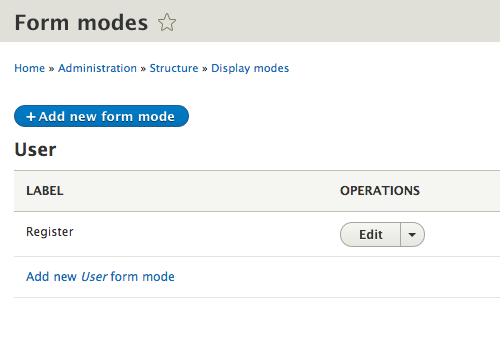 Form modes
Home » Administration » Structure » Display modes
+ Add new form mode
User
LABEL OPERATIONS
Register Edit
Add new User form mode